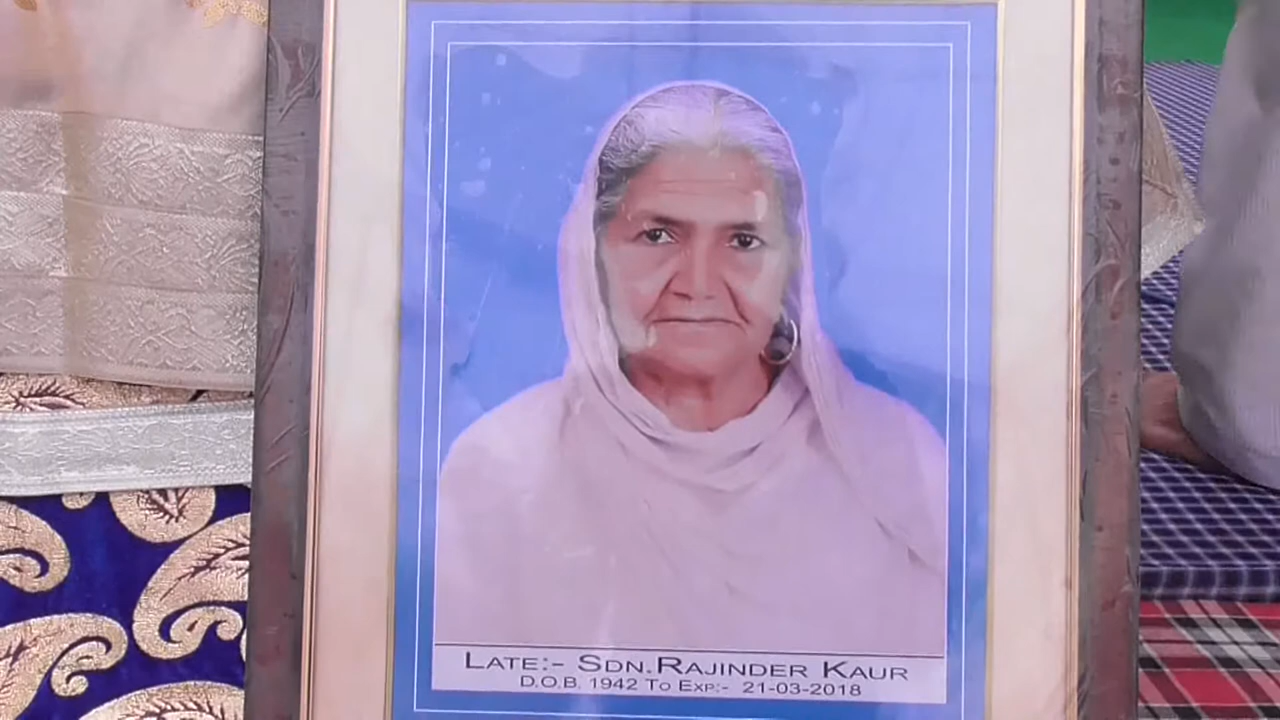 LATE:- SDN.RAJINDER KAUR
D.O.B. 1942 TO EXP:- 21-03-2018